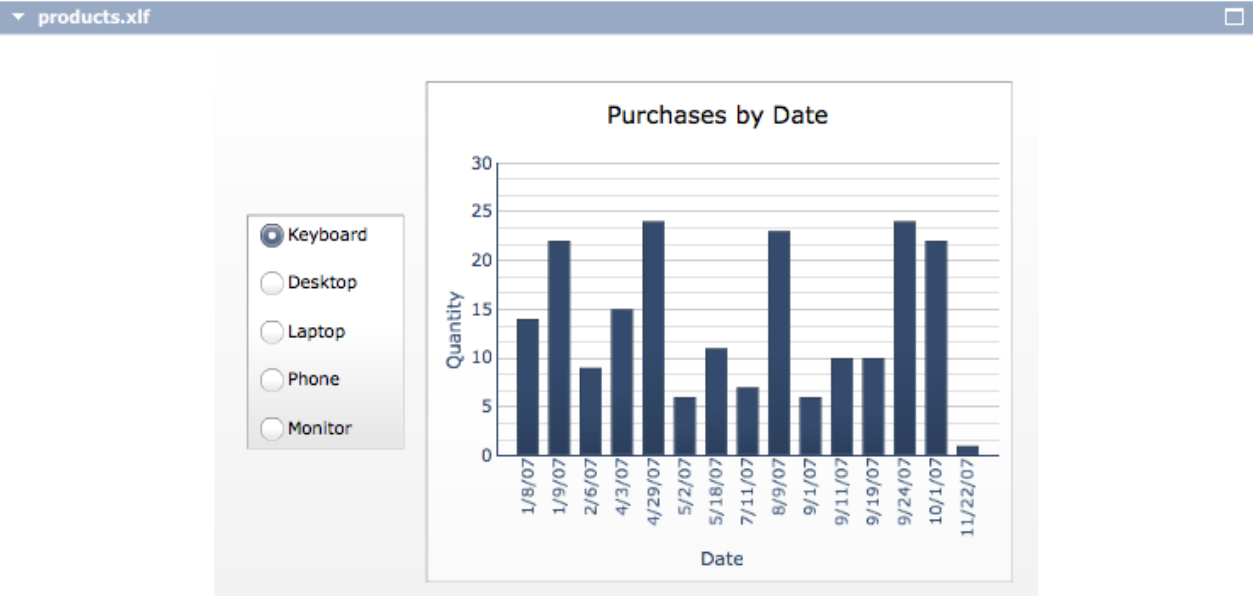 products.xlf
Keyboard
Desktop
Laptop
Phone
Monitor
Purchases by Date
30
25
20
15
10
5
0
Quantity
1/8/07
1/9/07
2/6/07
4/3/07
4/29/07
5/2/07
5/18/07
7/11/07
8/9/07
9/1/07
9/11/07
9/19/07
9/24/07
10/1/07
11/22/07
Date